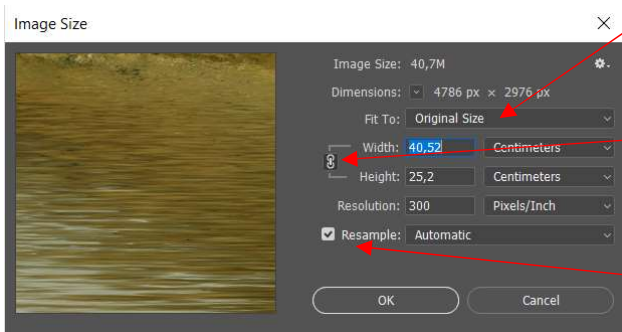 Image Size
Image Size: 40,7M
Dimensions: 4786 px × 2976 px
Fit To: Original Size
Width: 40,52 Centimeters
Height: 25,2 Centimeters
Resolution: 300 Pixels/Inch
Resample: Automatic
OK Cancel